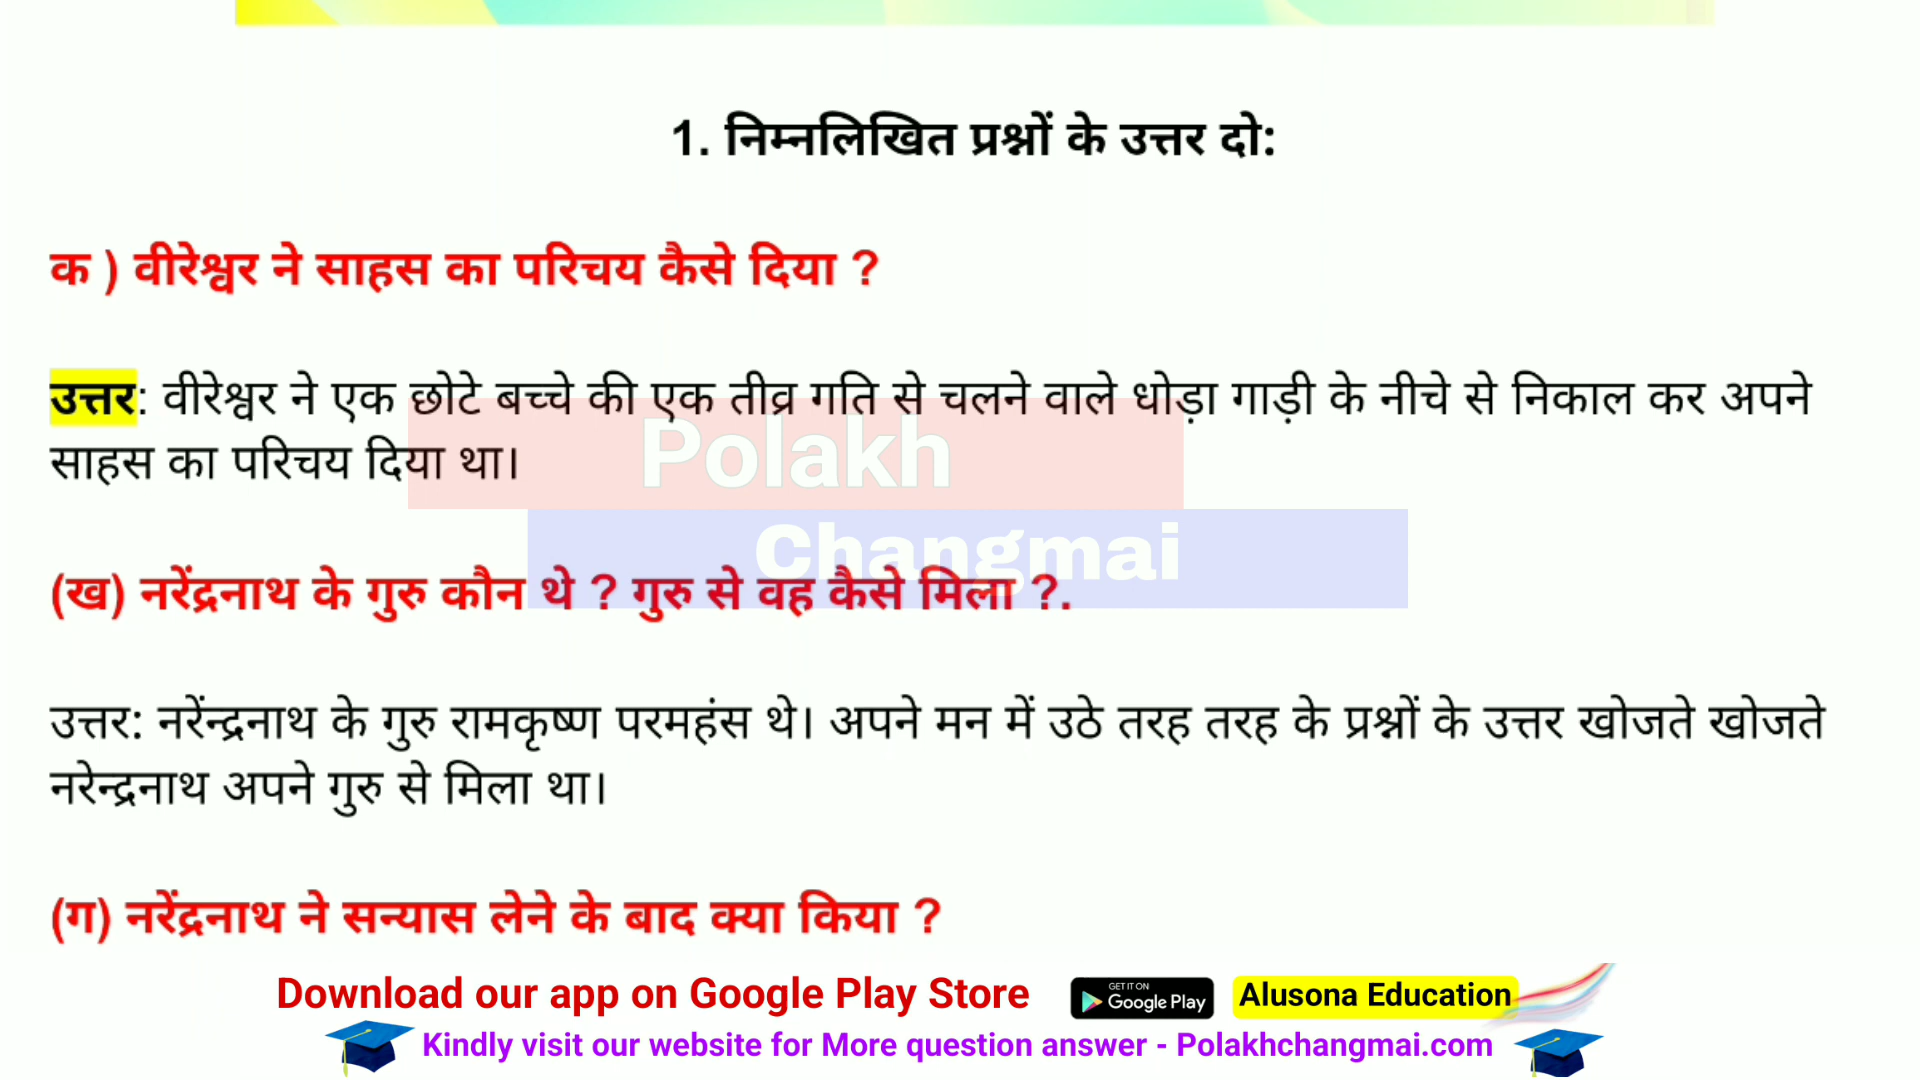 1. निम्नलिखित प्रश्नों के उत्तर दो:
क ) वीरेश्वर ने साहस का परिचय कैसे दिया ?
उत्तर: वीरेश्वर ने एक छोटे बच्चे की एक तीव्र गति से चलने वाले धोड़ा गाड़ी के नीचे से निकाल कर अपने
साहस का परिचय दिया था।
Polakh
Changmai
(ख) नरेंद्रनाथ के गुरु कौन थे ? गुरु से वह कैसे मिला ?.
उत्तर: नरेंन्द्रनाथ के गुरु रामकृष्ण परमहंस थे। अपने मन में उठे तरह तरह के प्रश्नों के उत्तर खोजते खोजते
नरेन्द्रनाथ अपने गुरु से मिला था।
(ग) नरेंद्रनाथ ने सन्यास लेने के बाद क्या किया ?
Download our app on Google Play Store GET IT ON Google Play Alusona Education
Kindly visit our website for More question answer - Polakhchangmai.com